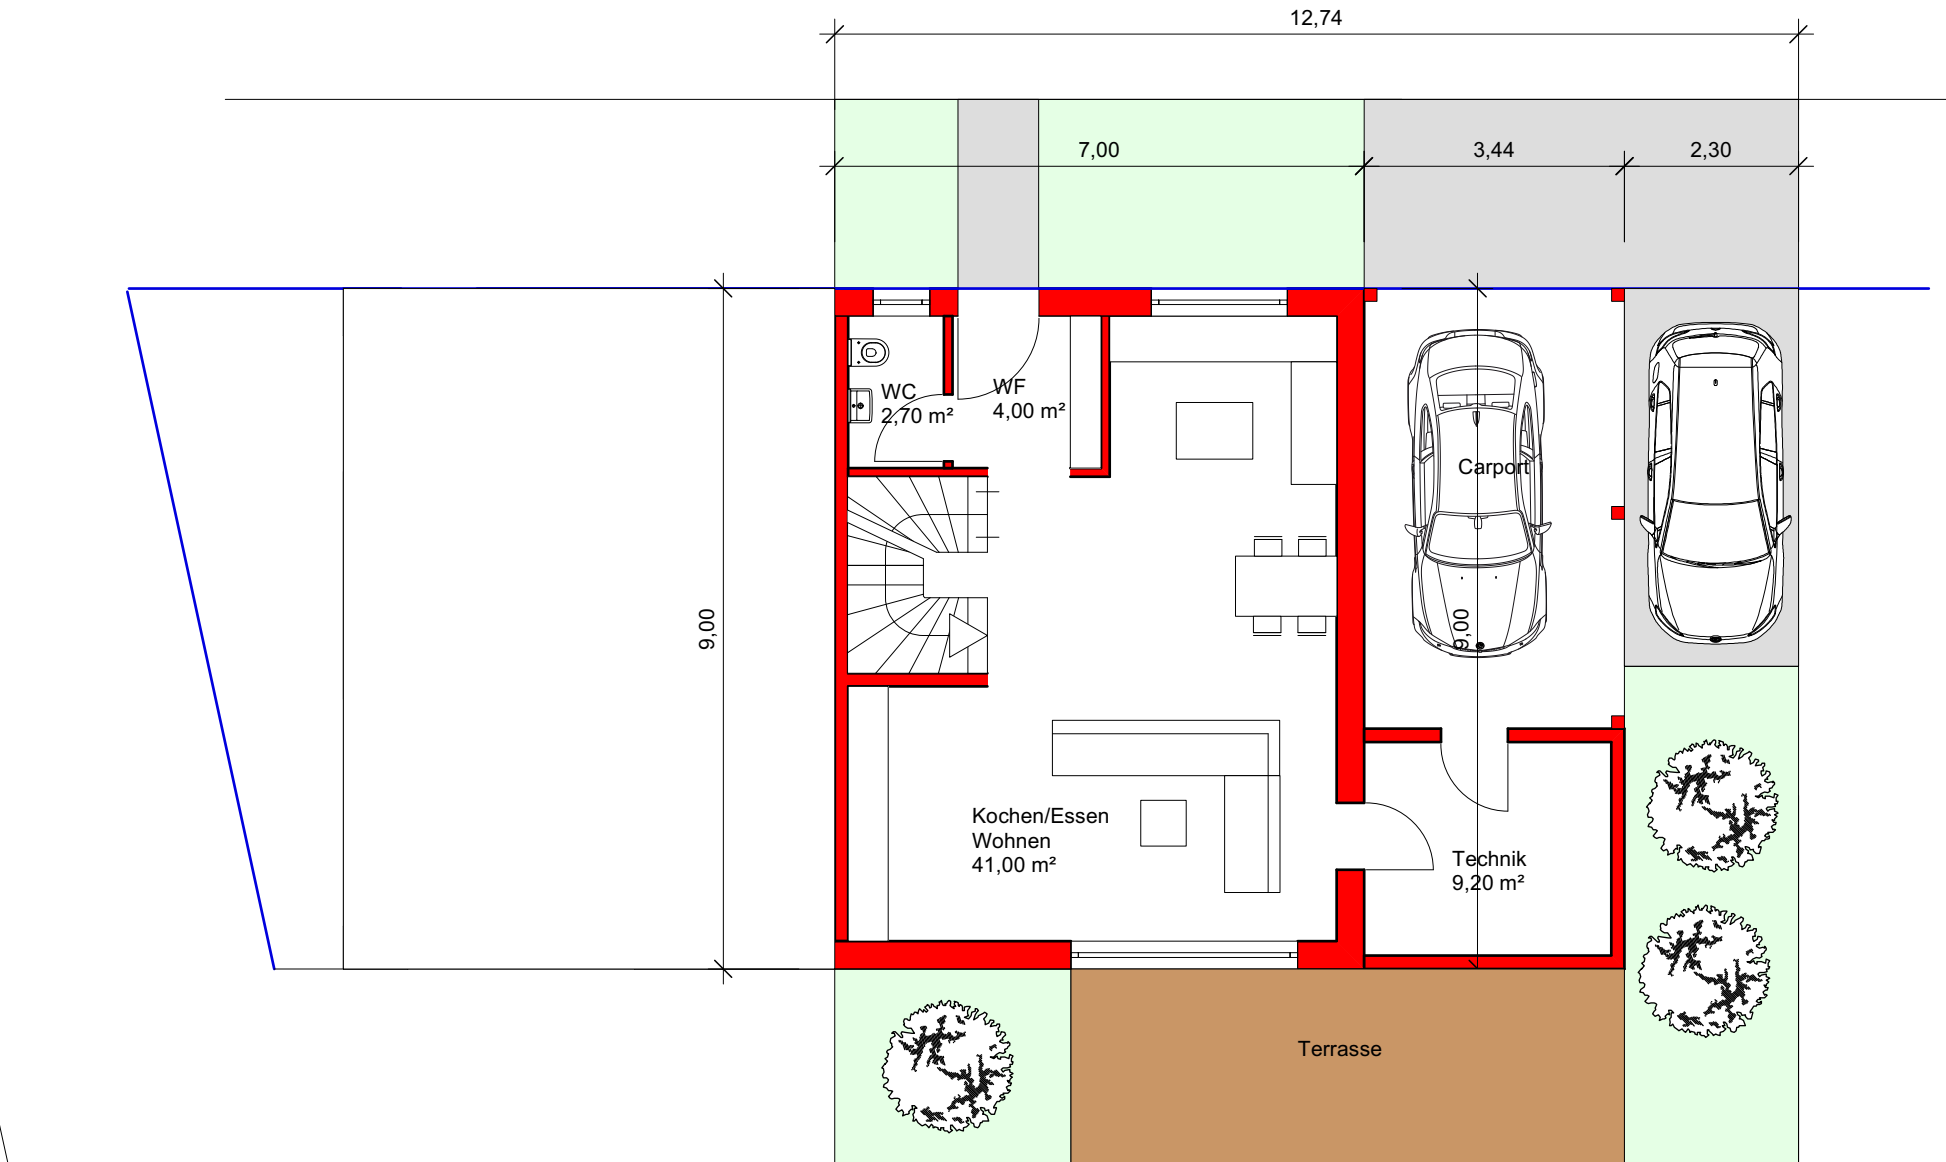 12,74
7,00
3,44
2,30
WC
2,70 m²
WF
4,00 m²
Carport
9,00
9,00
Kochen/Essen
Wohnen
41,00 m²
Technik
9,20 m²
Terrasse